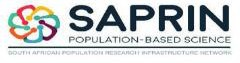 SAPRIN
POPULATION-BASED SCIENCE
SOUTH AFRICAN POPULATION RESEARCH INFRASTRUCTURE NETWORK